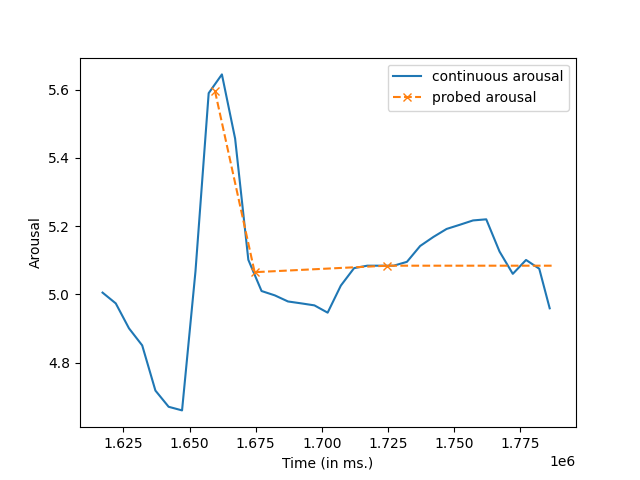 continuous arousal
probed arousal
5.6
5.4
5.2
5.0
4.8
Arousal
1.625 1.650 1.675 1.700 1.725 1.750 1.775
Time (in ms.)
1e6